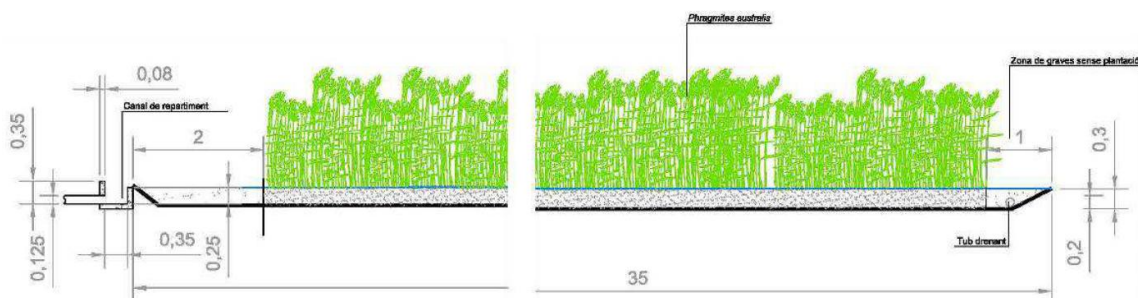 Phragmites australis
Zona de graves sense plantació
0,08
Canal de repartiment
0,35
2
1
0,3
0,125
0,35
0,25
Tub drenant
0,2
35